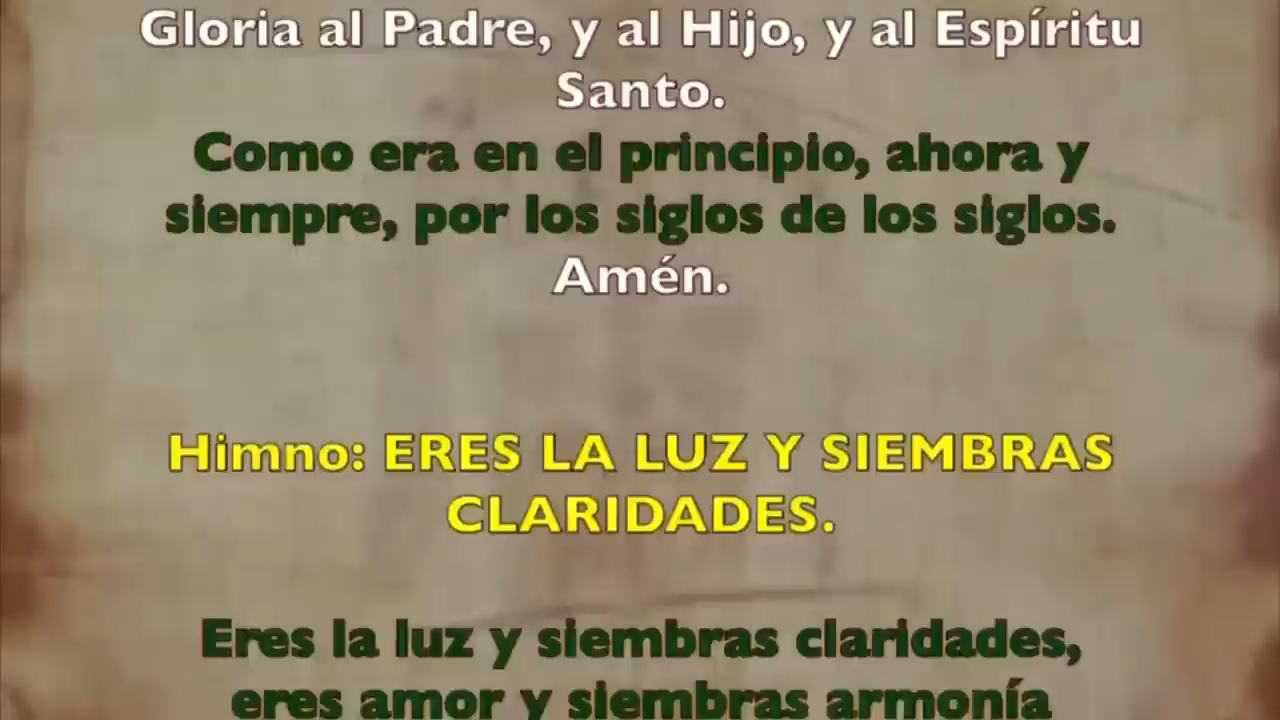 Gloria al Padre, y al Hijo, y al Espíritu
Santo.
Como era en el principio, ahora y
siempre, por los siglos de los siglos.
Amén.
Himno: ERES LA LUZ Y SIEMBRAS
CLARIDADES.
Eres la luz y siembras claridades,
eres amor y siembras armonía